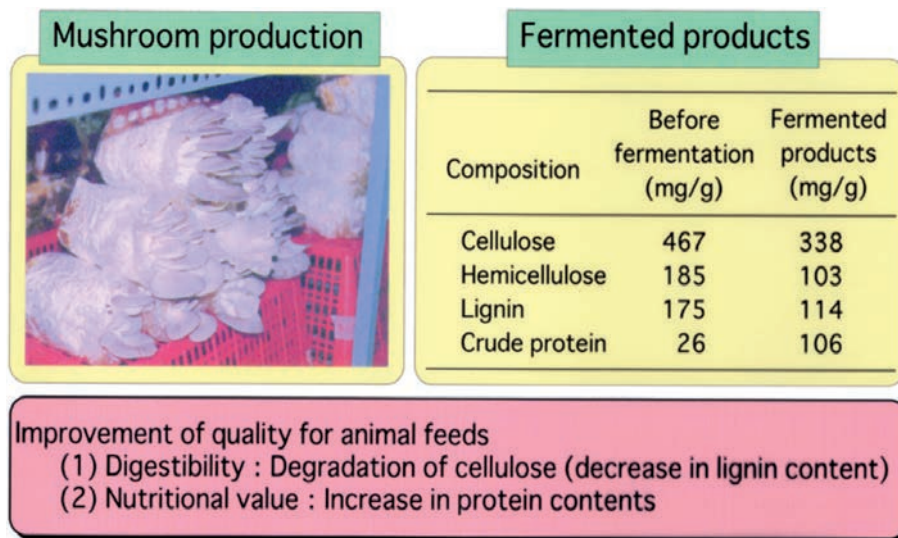 Mushroom production
Fermented products
Composition
Before fermentation (mg/g)
Fermented products (mg/g)
Cellulose 467 338
Hemicellulose 185 103
Lignin 175 114
Crude protein 26 106
Improvement of quality for animal feeds
(1) Digestibility : Degradation of cellulose (decrease in lignin content)
(2) Nutritional value : Increase in protein contents